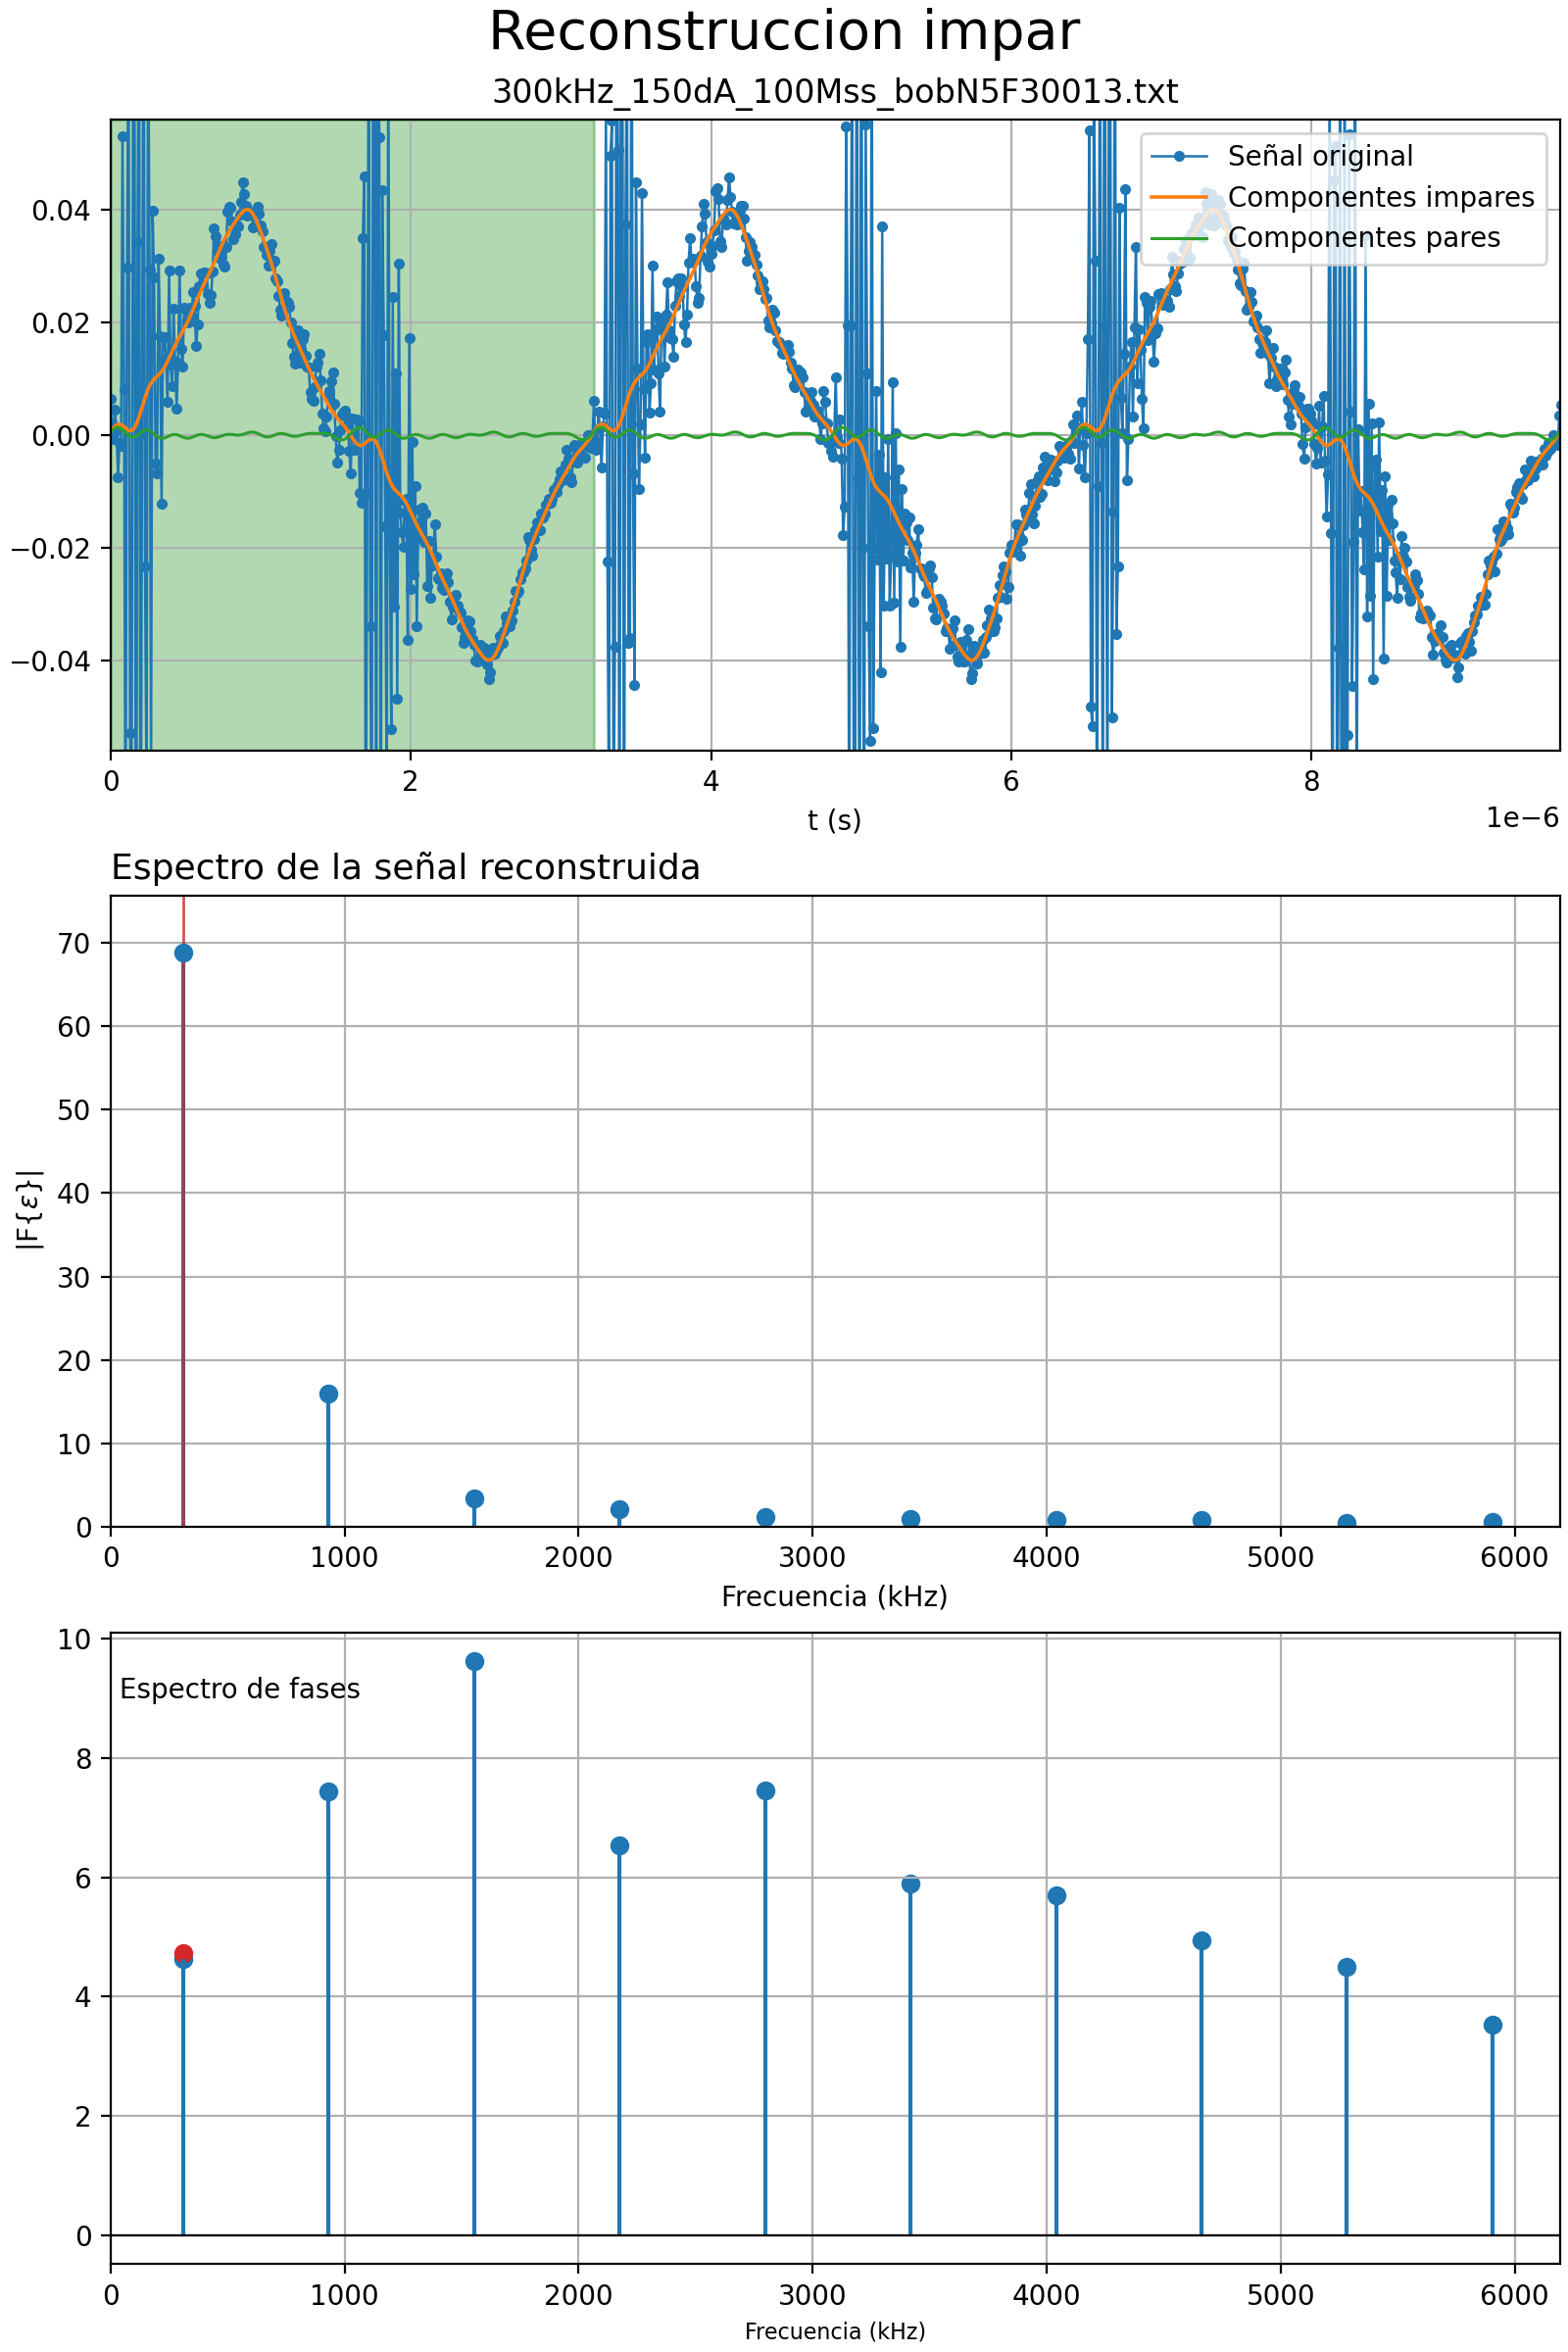 Reconstruccion impar
300kHz_150dA_100Mss_bobN5F30013.txt
Señal original
Componentes impares
Componentes pares
0.04
0.02
0.00
−0.02
−0.04
0 2 4 6 8
t (s)
1e−6
Espectro de la señal reconstruida
70
60
50
40
30
20
10
0
|F{ε}|
0 1000 2000 3000 4000 5000 6000
Frecuencia (kHz)
Espectro de fases
10
8
6
4
2
0
0 1000 2000 3000 4000 5000 6000
Frecuencia (kHz)